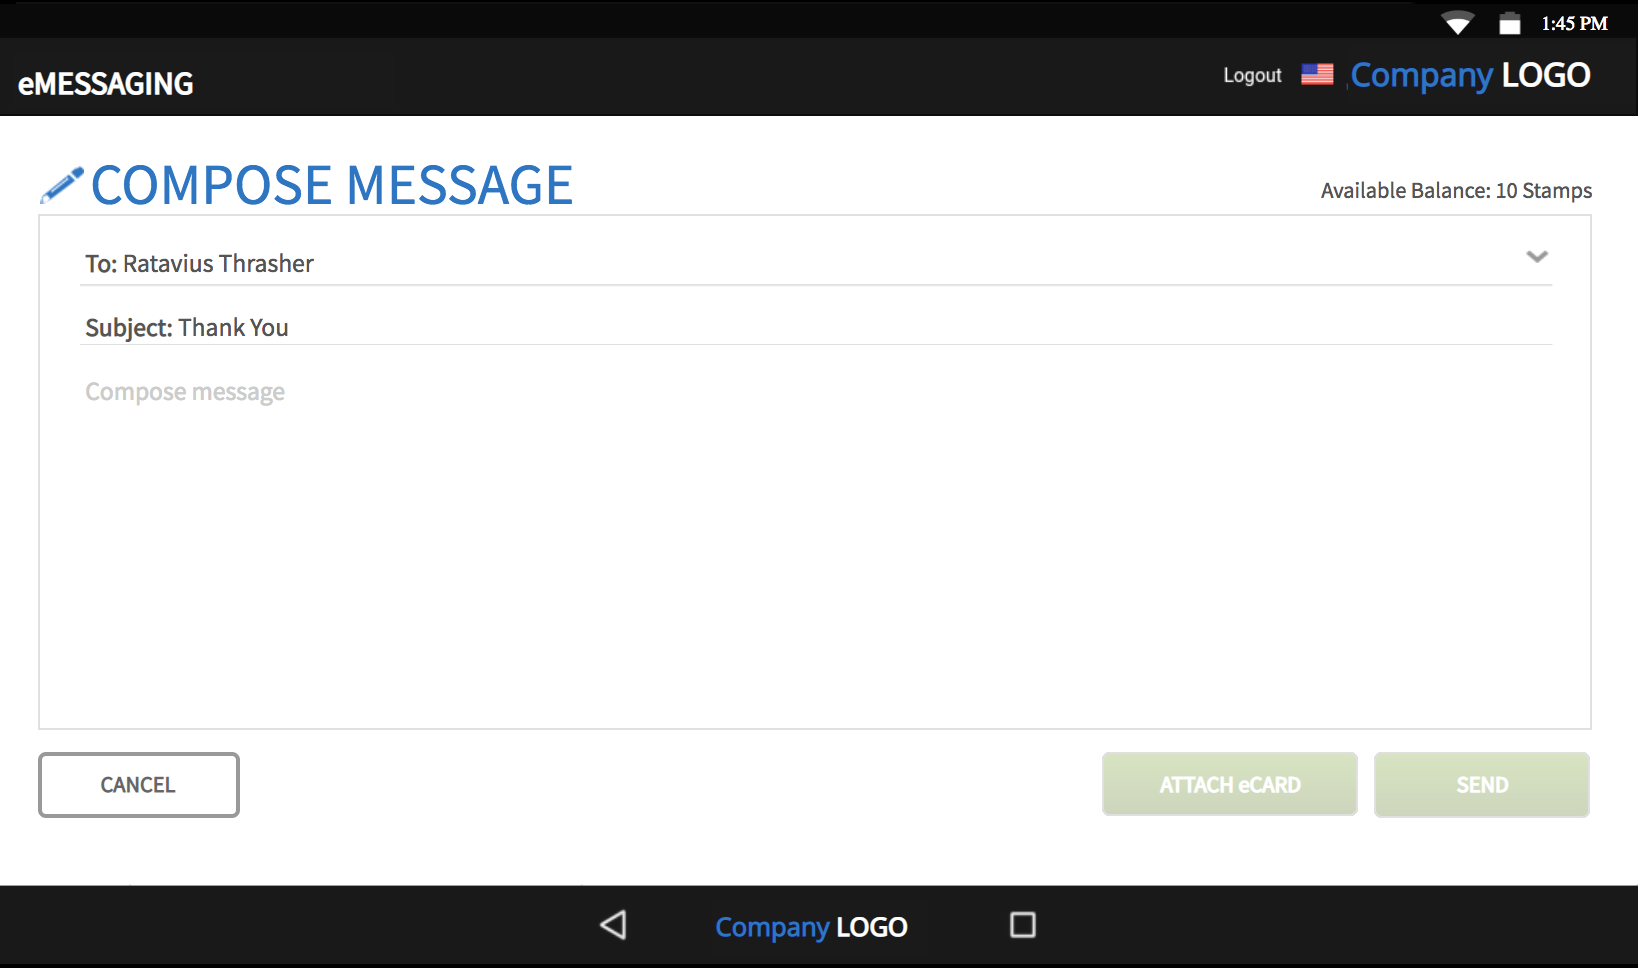 1:45 PM
eMESSAGING
Logout
Company LOGO
COMPOSE MESSAGE
Available Balance: 10 Stamps
To: Ratavius Thrasher
Subject: Thank You
Compose message
CANCEL
ATTACH eCARD
SEND
Company LOGO